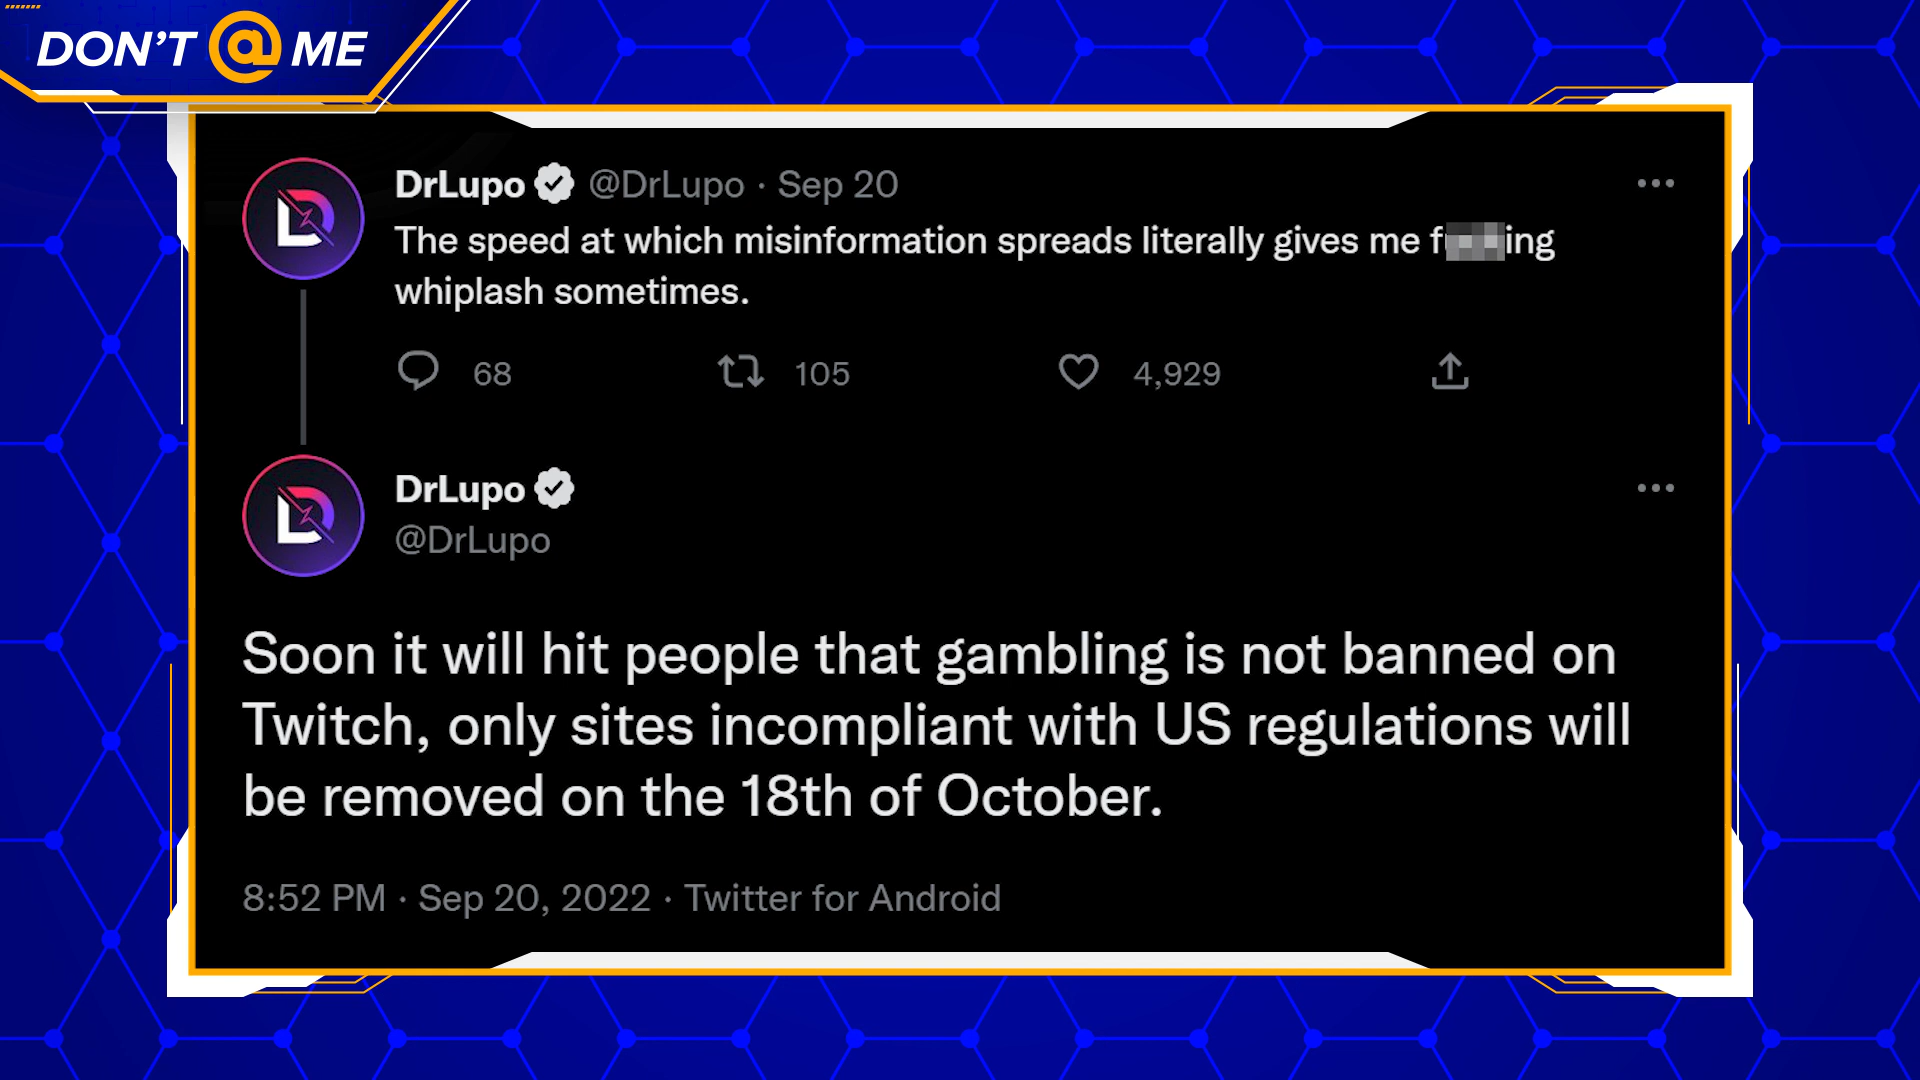 DON'T @ ME
DrLupo @DrLupo · Sep 20
The speed at which misinformation spreads literally gives me f ing
whiplash sometimes.
68 105 4,929
DrLupo
@DrLupo
Soon it will hit people that gambling is not banned on
Twitch, only sites incompliant with US regulations will
be removed on the 18th of October.
8:52 PM · Sep 20, 2022 · Twitter for Android